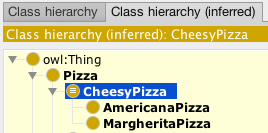 Class hierarchy Class hierarchy (inferred)
Class hierarchy (inferred): CheesyPizza
owl:Thing
Pizza
CheesyPizza
AmericanaPizza
MargheritaPizza